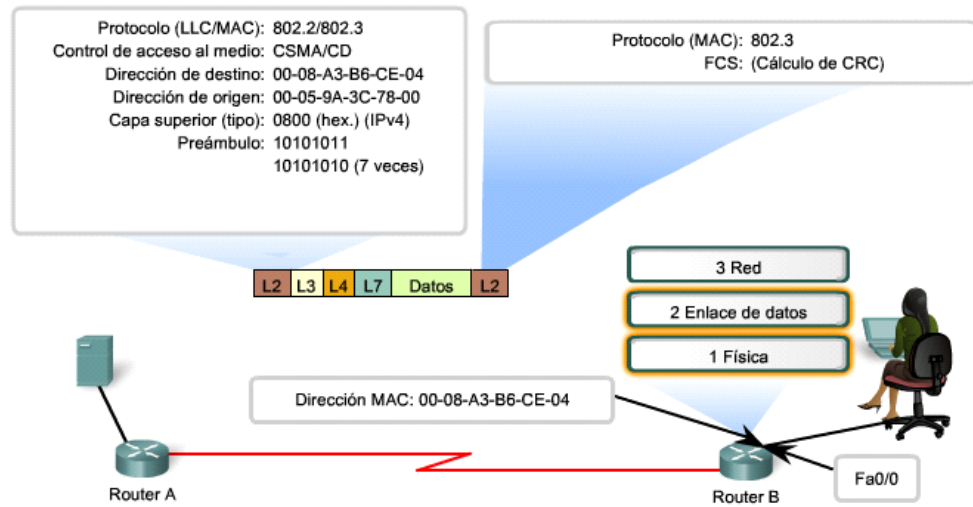 Protocolo (LLC/MAC): 802.2/802.3
Control de acceso al medio: CSMA/CD
Dirección de destino: 00-08-A3-B6-CE-04
Dirección de origen: 00-05-9A-3C-78-00
Capa superior (tipo): 0800 (hex.) (IPv4)
Preámbulo: 10101011
10101010 (7 veces)
Protocolo (MAC): 802.3
FCS: (Cálculo de CRC)
L2 L3 L4 L7 Datos L2
3 Red
2 Enlace de datos
1 Física
Dirección MAC: 00-08-A3-B6-CE-04
Fa0/0
Router A
Router B